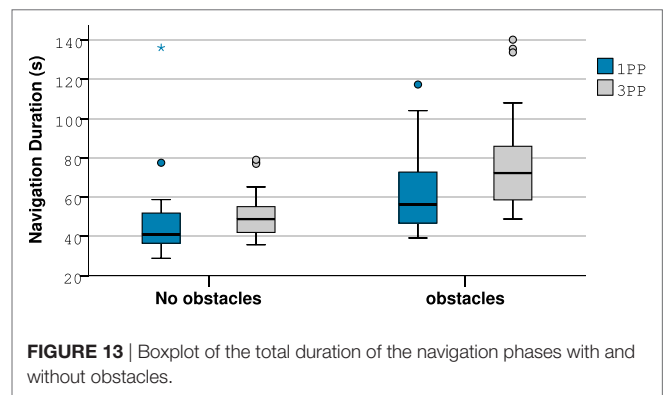 140
120
100
80
60
40
20
Navigation Duration (s)
No obstacles
obstacles
1PP
3PP
FIGURE 13 | Boxplot of the total duration of the navigation phases with and
without obstacles.